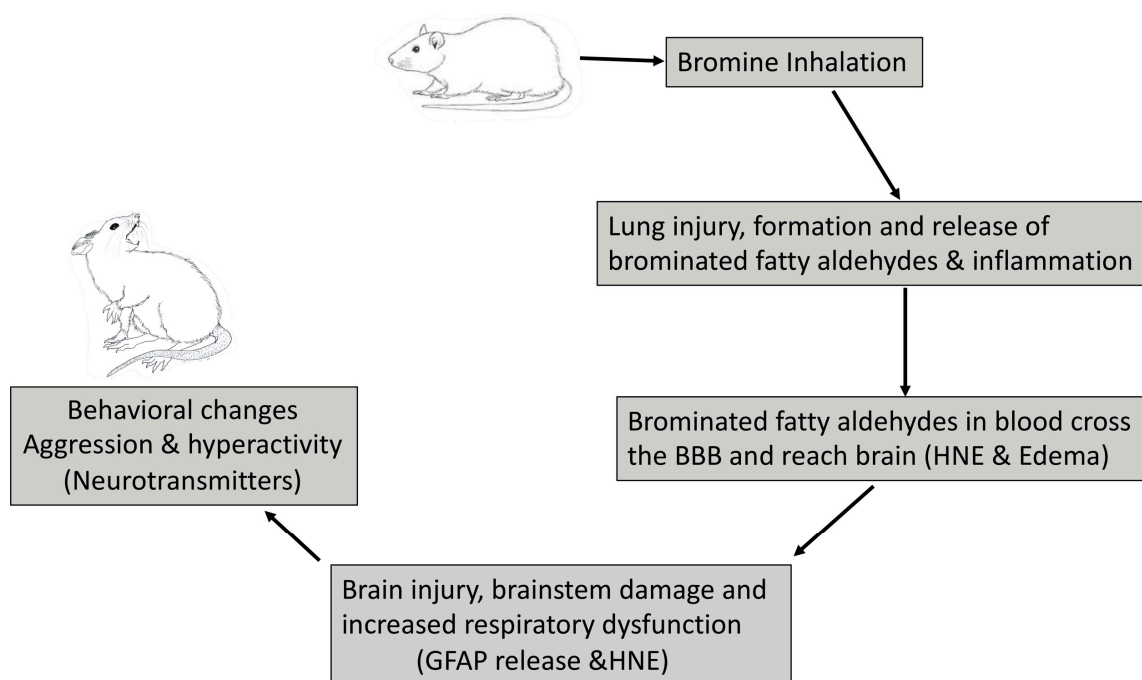 Bromine Inhalation
Lung injury, formation and release of
brominated fatty aldehydes & inflammation
Brominated fatty aldehydes in blood cross
the BBB and reach brain (HNE & Edema)
Brain injury, brainstem damage and
increased respiratory dysfunction
(GFAP release &HNE)
Behavioral changes
Aggression & hyperactivity
(Neurotransmitters)